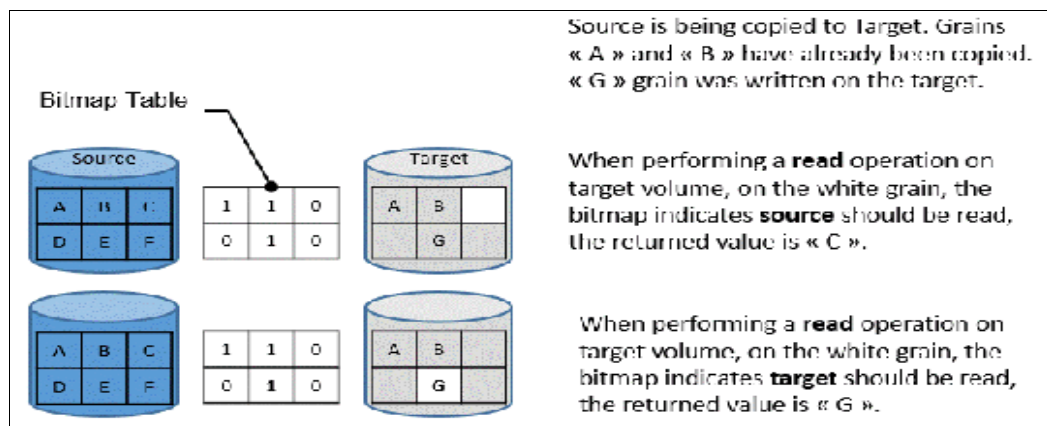 Source is being copied to Target. Grains
« A » and « B » have already been copied.
« G » grain was written on the target.
Bitmap Table
Source
Target
A B C
D E F
1 1 0
0 1 0
A B
G
When performing a read operation on
target volume, on the white grain, the
bitmap indicates source should be read,
the returned value is « C ».
A B C
D E F
1 1 0
0 1 0
A B
G
When performing a read operation on
target volume, on the white grain, the
bitmap indicates target should be read,
the returned value is « G ».